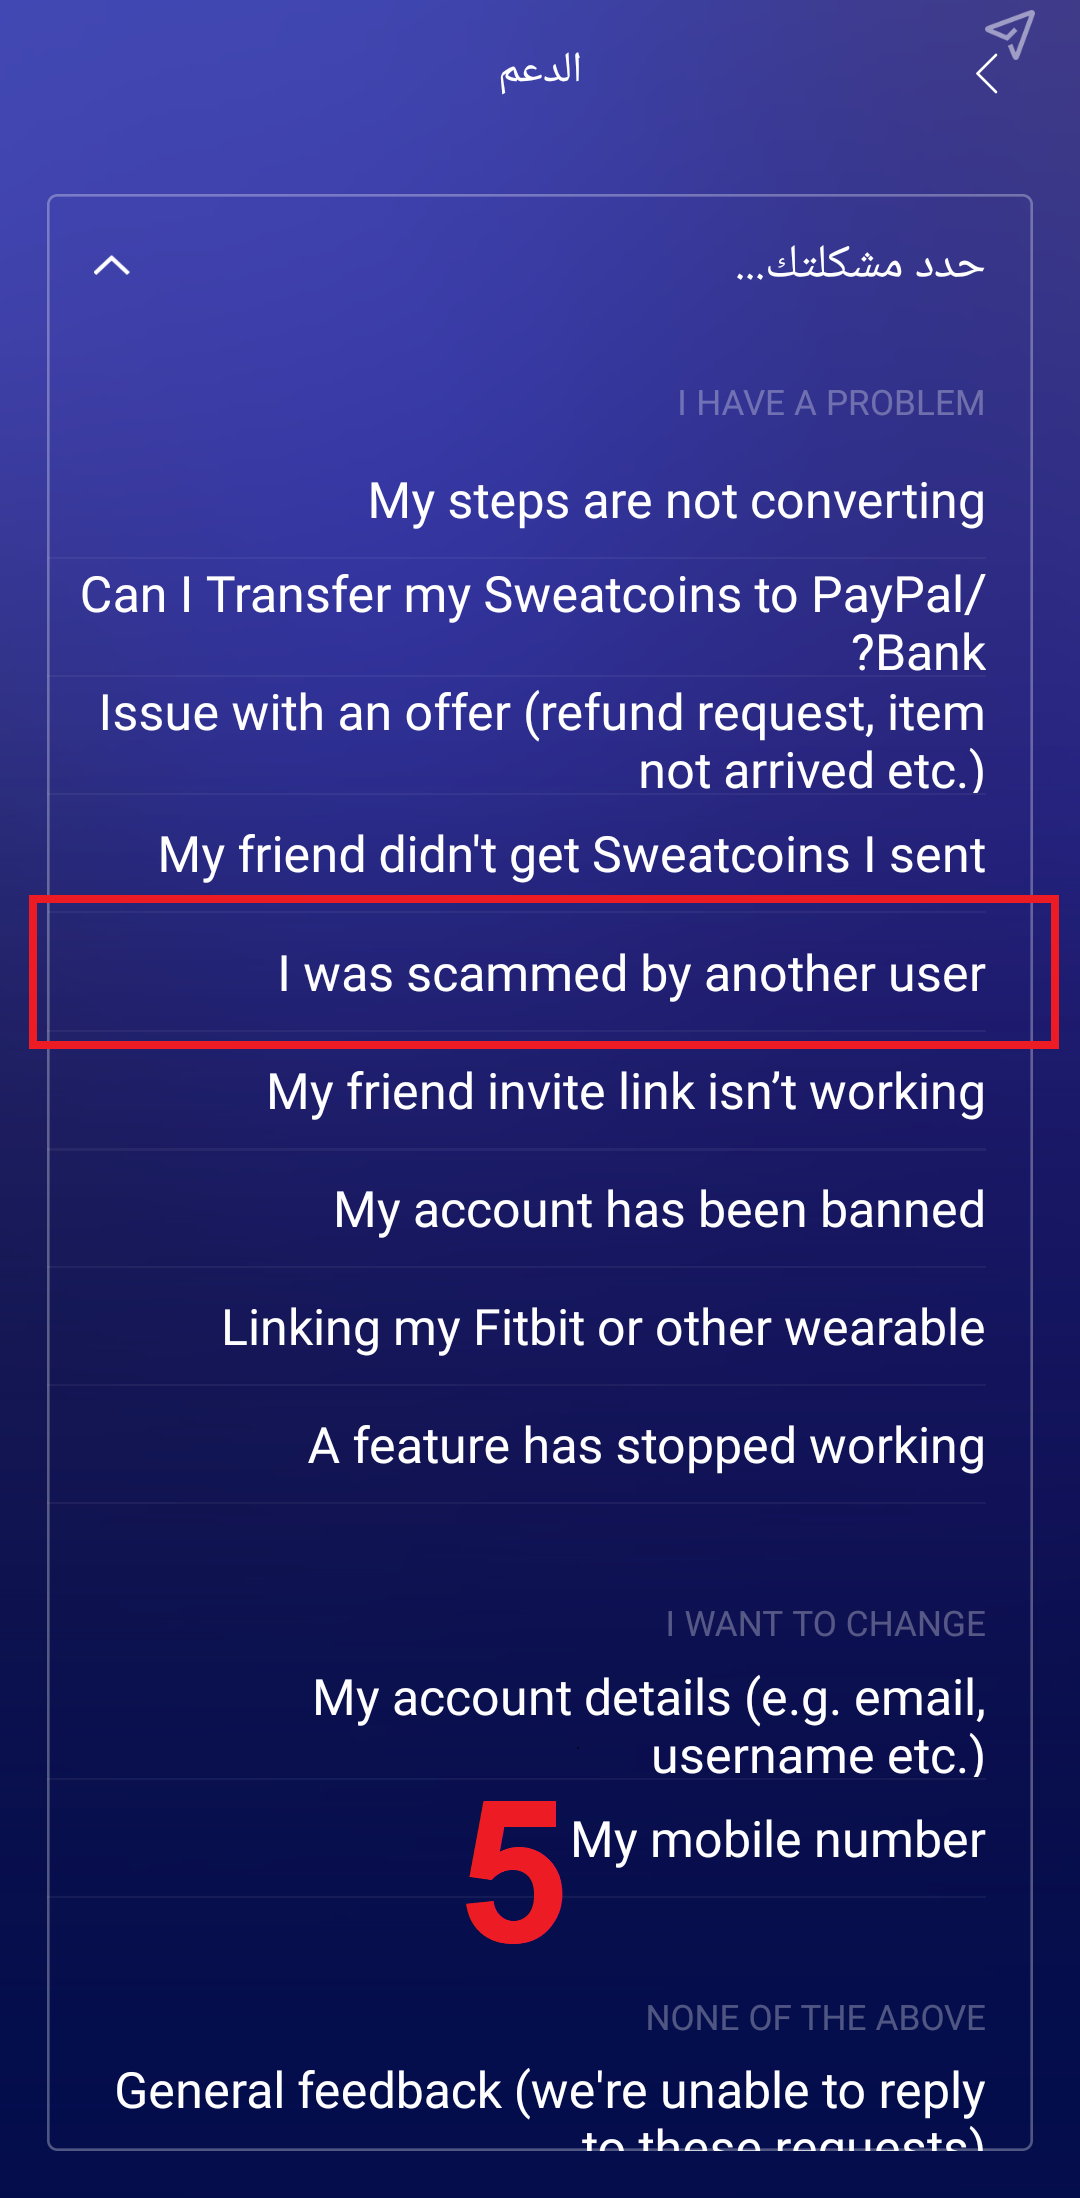 الدعم
حدد مشكلتك...
I HAVE A PROBLEM
My steps are not converting
Can I Transfer my Sweatcoins to PayPal/
?Bank
Issue with an offer (refund request, item
not arrived etc.)
My friend didn't get Sweatcoins I sent
I was scammed by another user
My friend invite link isn’t working
My account has been banned
Linking my Fitbit or other wearable
A feature has stopped working
I WANT TO CHANGE
My account details (e.g. email,
username etc.)
My mobile number
5
NONE OF THE ABOVE
General feedback (we're unable to reply
to these requests)